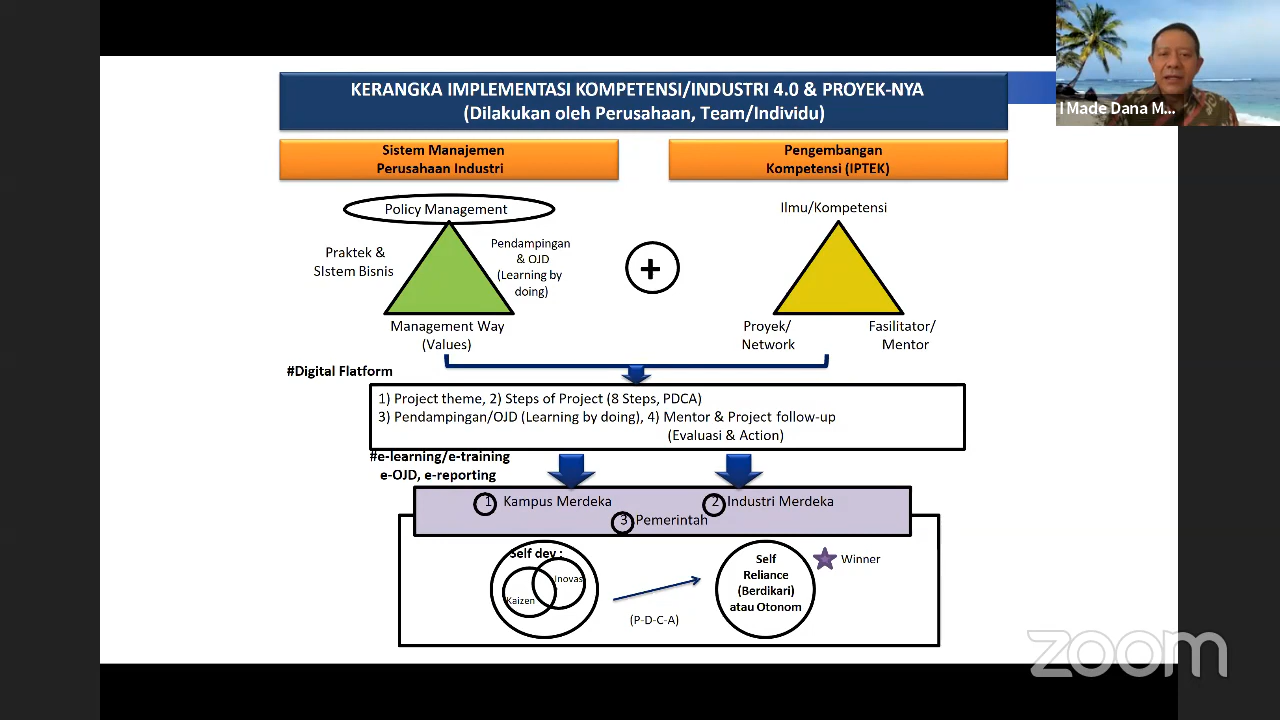 KERANGKA IMPLEMENTASI KOMPETENSI/INDUSTRI 4.0 & PROYEK-NYA
(Dilakukan oleh Perusahaan, Team/Individu)
I Made Dana M...
Sistem Manajemen
Perusahaan Industri
Pengembangan
Kompetensi (IPTEK)
Policy Management
Praktek &
SIstem Bisnis
Pendampingan
& OJD
(Learning by
doing)
Management Way
(Values)
+
Ilmu/Kompetensi
Proyek/
Network
Fasilitator/
Mentor
#Digital Flatform
1) Project theme, 2) Steps of Project (8 Steps, PDCA)
3) Pendampingan/OJD (Learning by doing), 4) Mentor & Project follow-up
(Evaluasi & Action)
#e-learning/e-training
e-OJD, e-reporting
1 Kampus Merdeka
2 Industri Merdeka
3 Pemerintah
Self dev :
Inovasi
Kaizen
(P-D-C-A)
Self
Reliance
(Berdikari)
atau Otonom
Winner
zoom